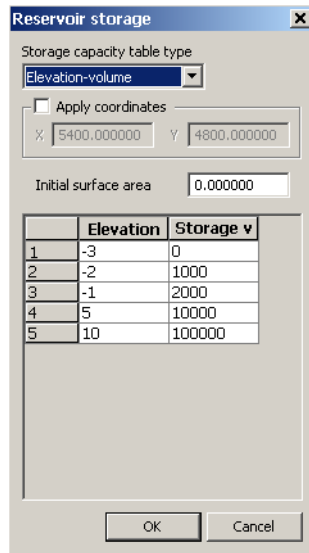 Reservoir storage
Storage capacity table type
Elevation-volume
Apply coordinates
X 5400.000000 Y 4800.000000
Initial surface area 0.000000
Elevation Storage v
1 -3 0
2 -2 1000
3 -1 2000
4 5 10000
5 10 100000
OK Cancel